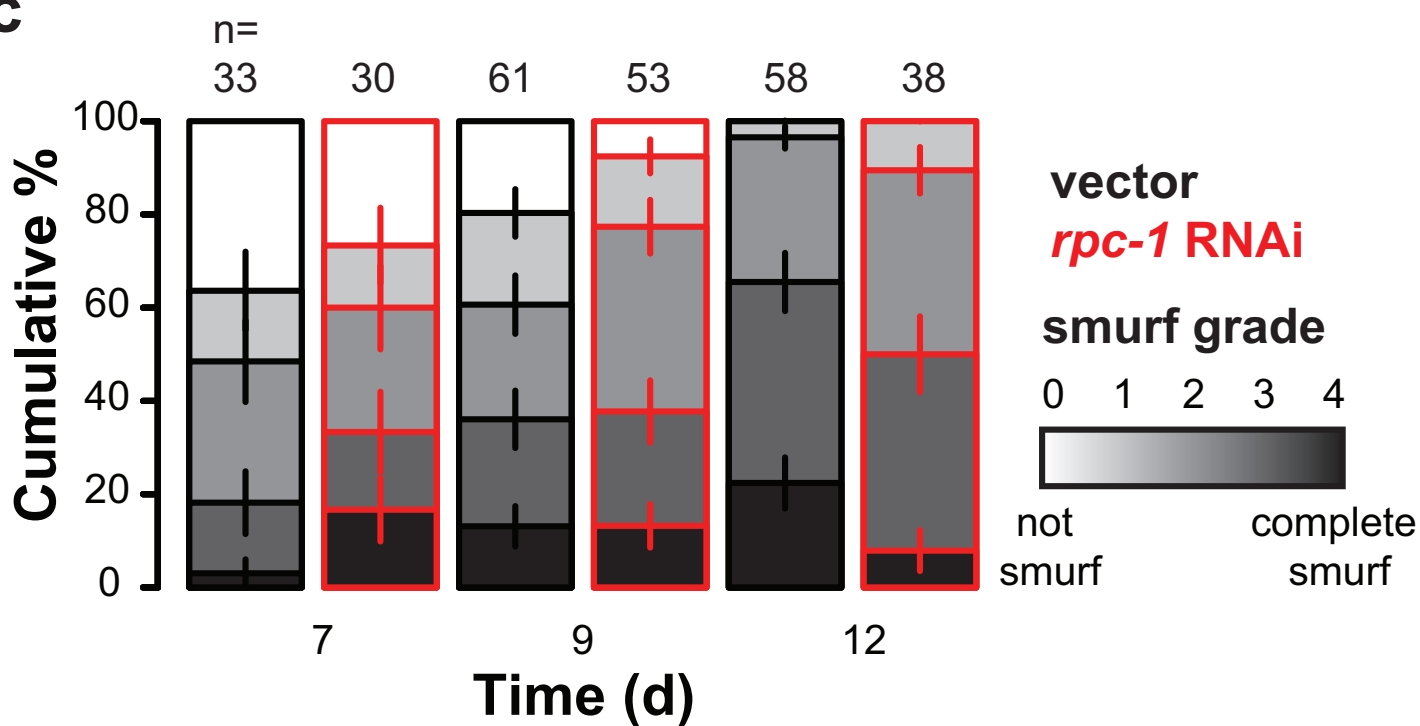 c
n=
33 30 61 53 58 38
100
80
60
40
20
0
Cumulative %
7 9 12
Time (d)
vector
rpc-1 RNAi
smurf grade
0 1 2 3 4
not complete
smurf smurf